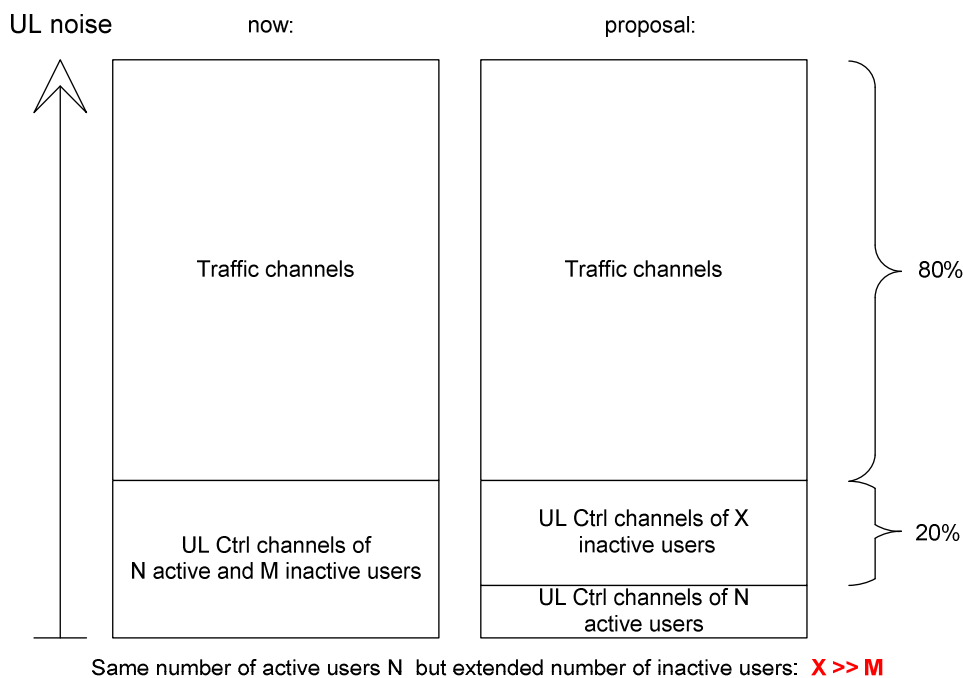 UL noise
now:
proposal:
Traffic channels
Traffic channels
80%
UL Ctrl channels of
N active and M inactive users
UL Ctrl channels of X
inactive users
20%
UL Ctrl channels of N
active users
Same number of active users N but extended number of inactive users: X >> M